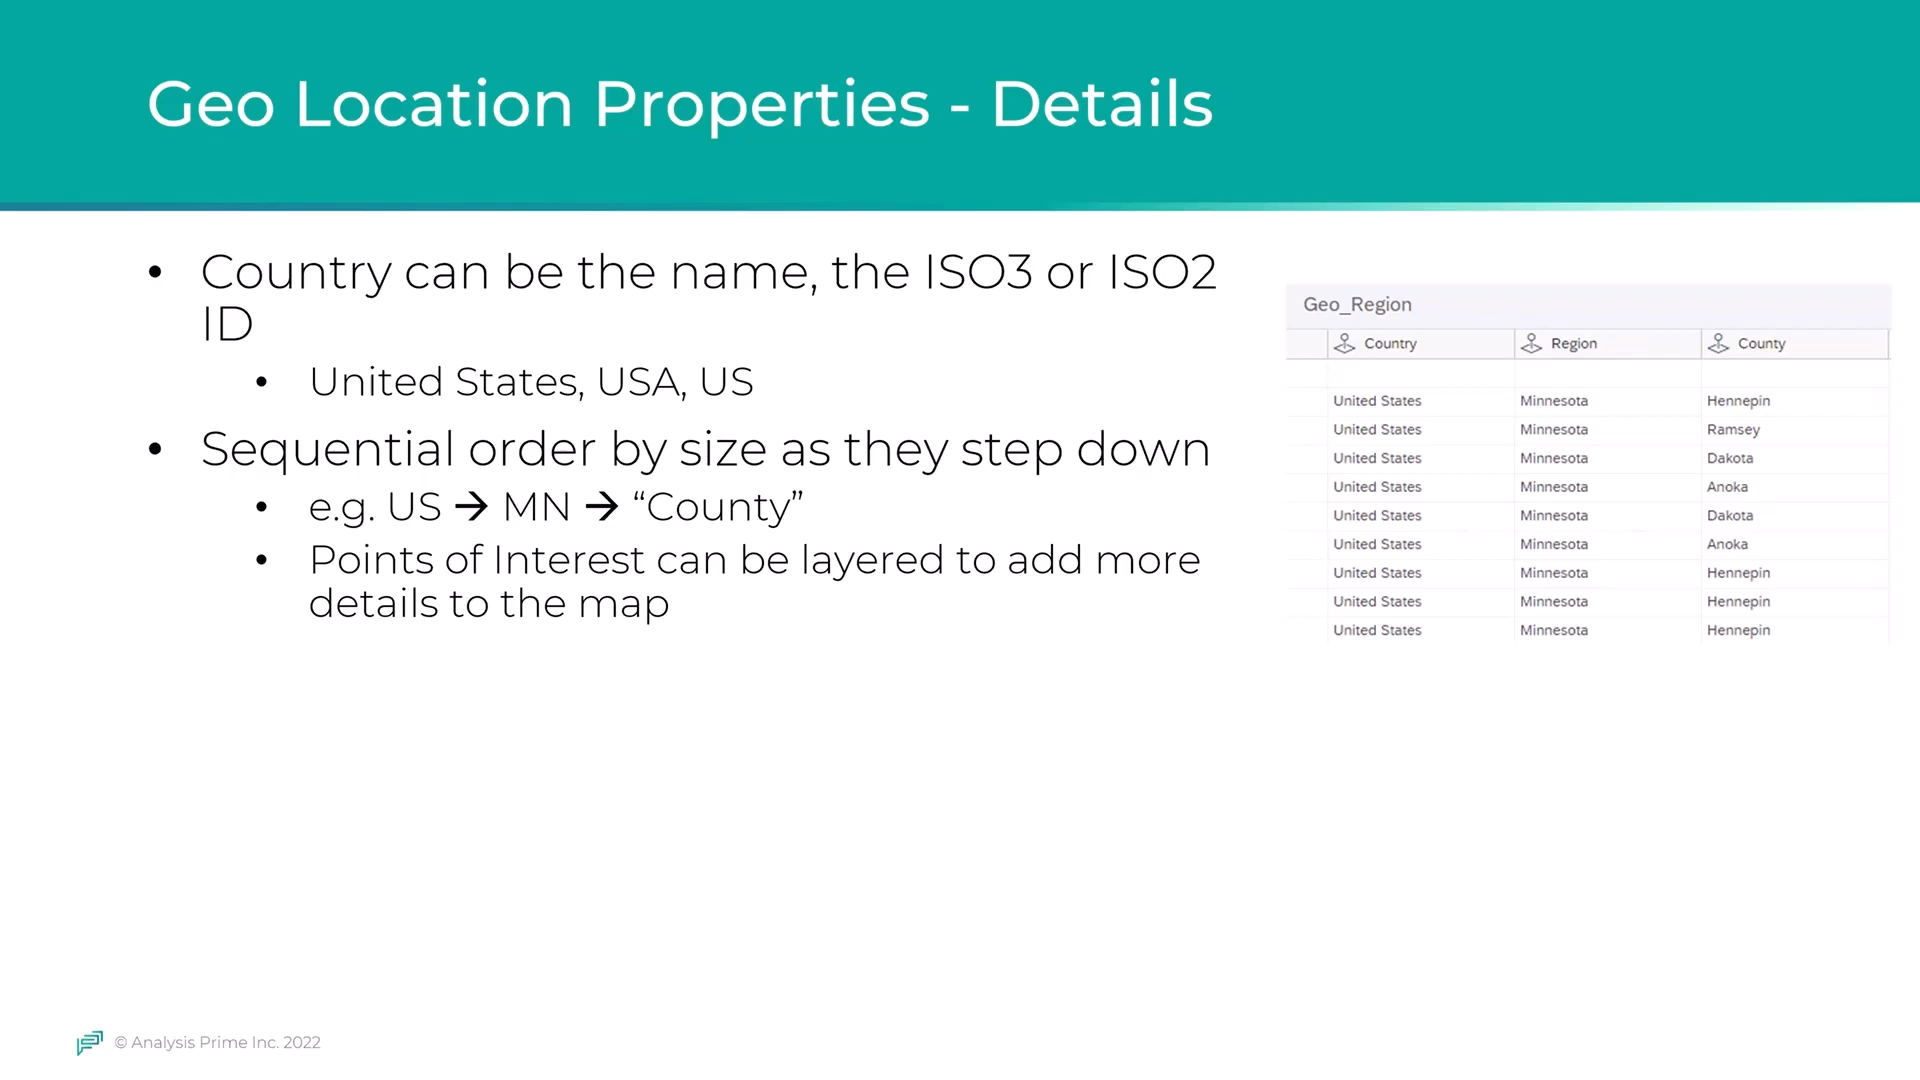 Geo Location Properties - Details
• Country can be the name, the ISO3 or ISO2
ID
• United States, USA, US
• Sequential order by size as they step down
• e.g. US → MN → “County”
• Points of Interest can be layered to add more
details to the map
Geo_Region
Country Region County
United States Minnesota Hennepin
United States Minnesota Ramsey
United States Minnesota Dakota
United States Minnesota Anoka
United States Minnesota Dakota
United States Minnesota Anoka
United States Minnesota Hennepin
United States Minnesota Hennepin
United States Minnesota Hennepin
© Analysis Prime Inc. 2022